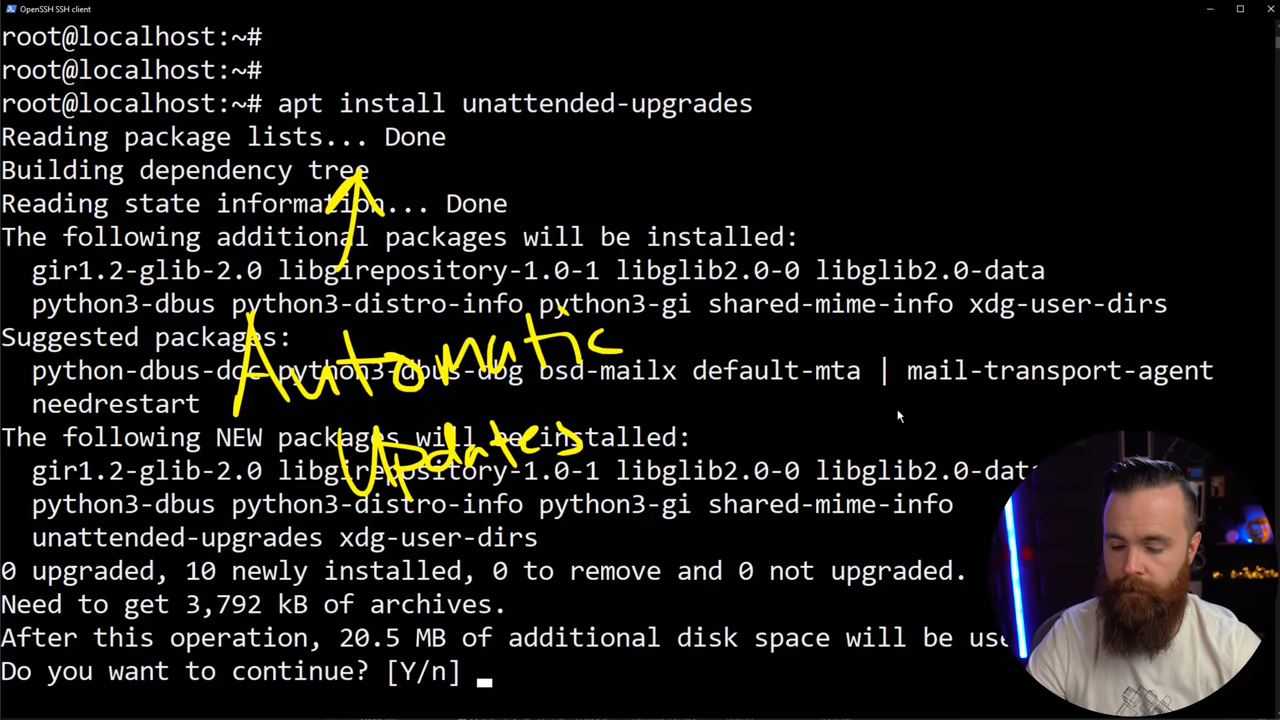 OpenSSH SSH client
root@localhost:~#
root@localhost:~#
root@localhost:~# apt install unattended-upgrades
Reading package lists... Done
Building dependency tree
Reading state information... Done
The following additional packages will be installed:
gir1.2-glib-2.0 libgirepository-1.0-1 libglib2.0-0 libglib2.0-data
python3-dbus python3-distro-info python3-gi shared-mime-info xdg-user-dirs
Suggested packages:
python-dbus-doc python3-dbus-dbg bsd-mailx default-mta | mail-transport-agent
needrestart
Automatic
The following NEW packages will be installed:
Updates
gir1.2-glib-2.0 libgirepository-1.0-1 libglib2.0-0 libglib2.0-data
python3-dbus python3-distro-info python3-gi shared-mime-info
unattended-upgrades xdg-user-dirs
0 upgraded, 10 newly installed, 0 to remove and 0 not upgraded.
Need to get 3,792 kB of archives.
After this operation, 20.5 MB of additional disk space will be use
Do you want to continue? [Y/n]